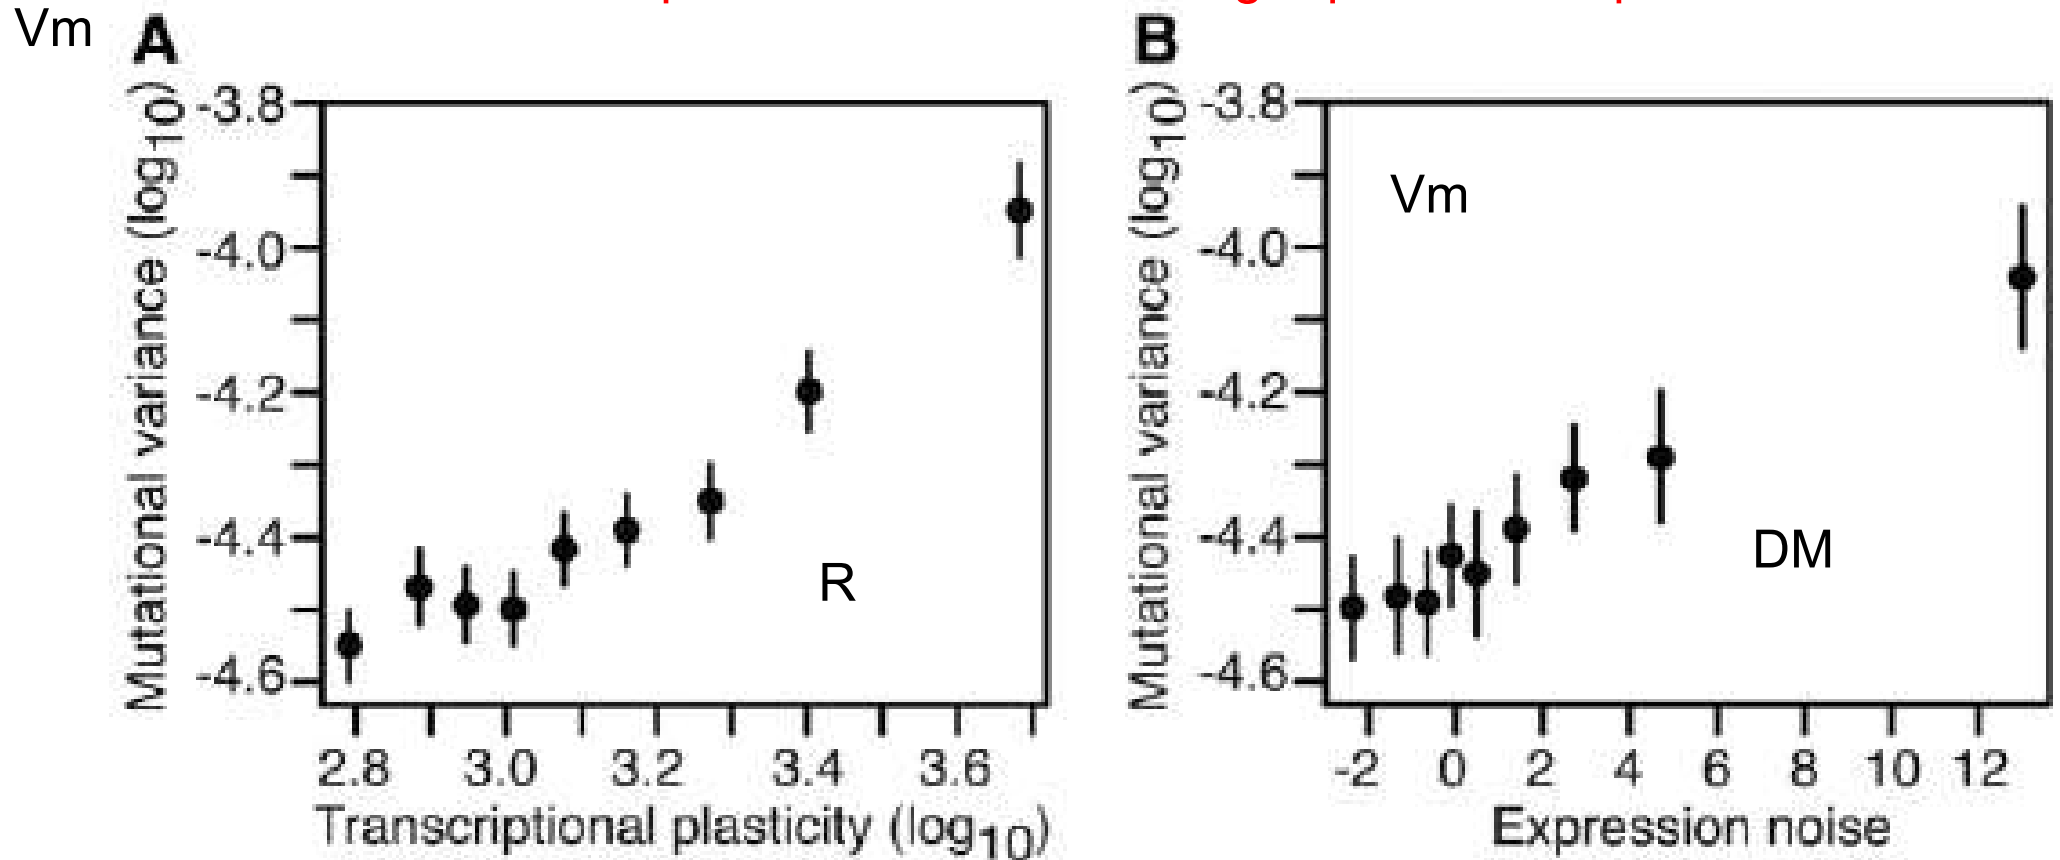 Vm
A
Mutational variance (log10)
-3.8
-4.0
-4.2
-4.4
-4.6
R
2.8 3.0 3.2 3.4 3.6
Transcriptional plasticity (log10)
B
Mutational variance (log10)
-3.8
-4.0
-4.2
-4.4
-4.6
Vm
DM
-2 0 2 4 6 8 10 12
Expression noise